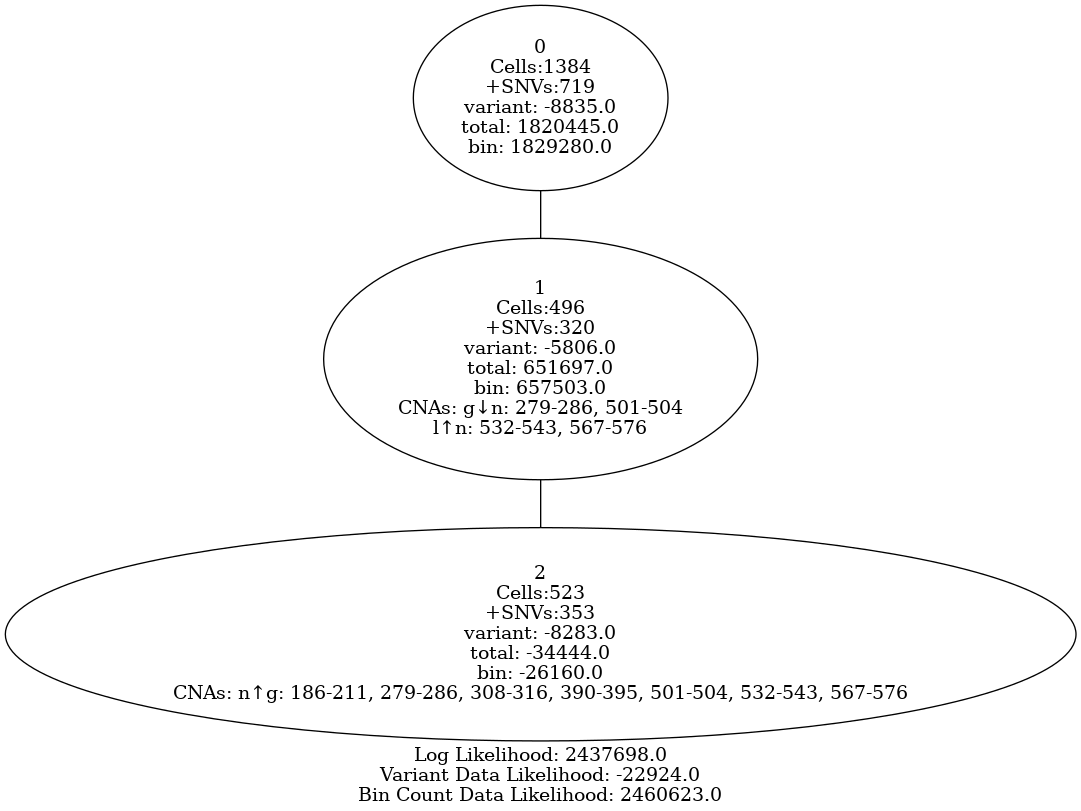 0
Cells:1384
+SNVs:719
variant: -8835.0
total: 1820445.0
bin: 1829280.0
1
Cells:496
+SNVs:320
variant: -5806.0
total: 651697.0
bin: 657503.0
CNAs: g↓n: 279-286, 501-504
l↑n: 532-543, 567-576
2
Cells:523
+SNVs:353
variant: -8283.0
total: -34444.0
bin: -26160.0
CNAs: n↑g: 186-211, 279-286, 308-316, 390-395, 501-504, 532-543, 567-576
Log Likelihood: 2437698.0
Variant Data Likelihood: -22924.0
Bin Count Data Likelihood: 2460623.0